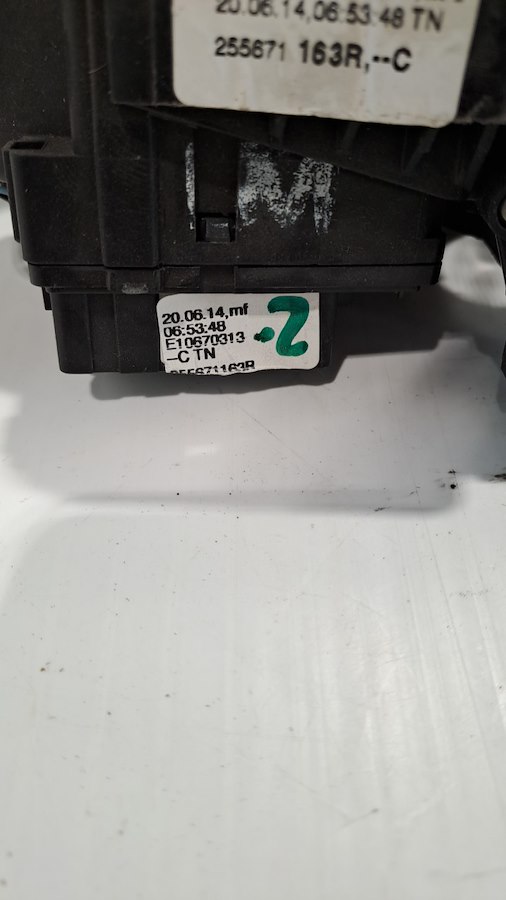 20.06.14,06:53:48 TN
255671 163R,--C
M
20.06.14,mf
06:53:48
E10670313
-C TN
255671163R
2